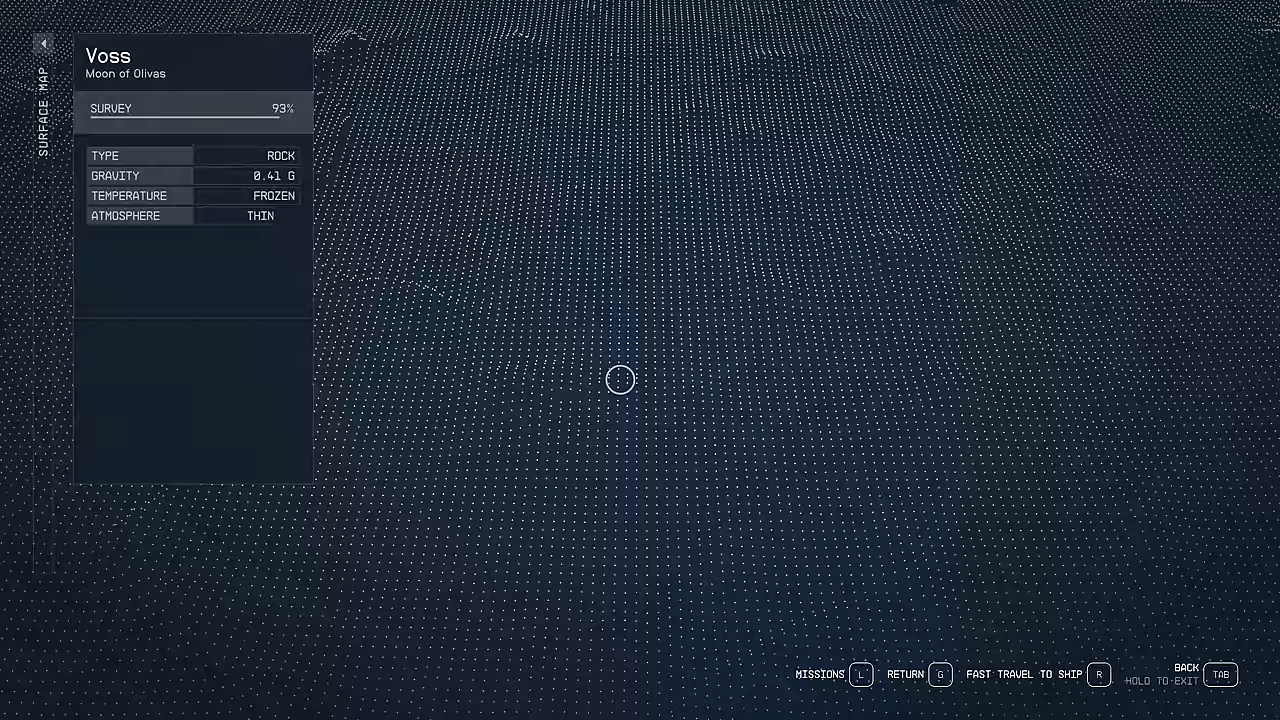 Voss
Moon of Olivas
SURFACE MAP
SURVEY 93%
TYPE ROCK
GRAVITY 0.41 G
TEMPERATURE FROZEN
ATMOSPHERE THIN
MISSIONS L RETURN G FAST TRAVEL TO SHIP R BACK TAB
HOLD TO EXIT